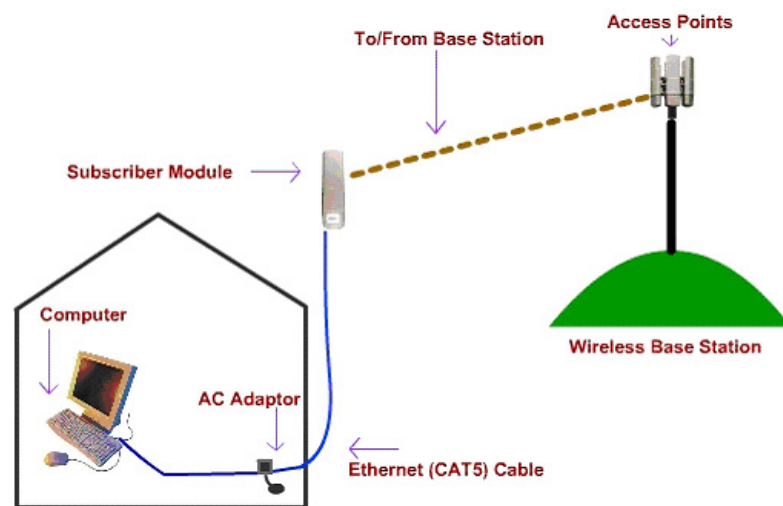 Access Points
To/From Base Station
Subscriber Module
Computer
Wireless Base Station
AC Adaptor
Ethernet (CAT5) Cable